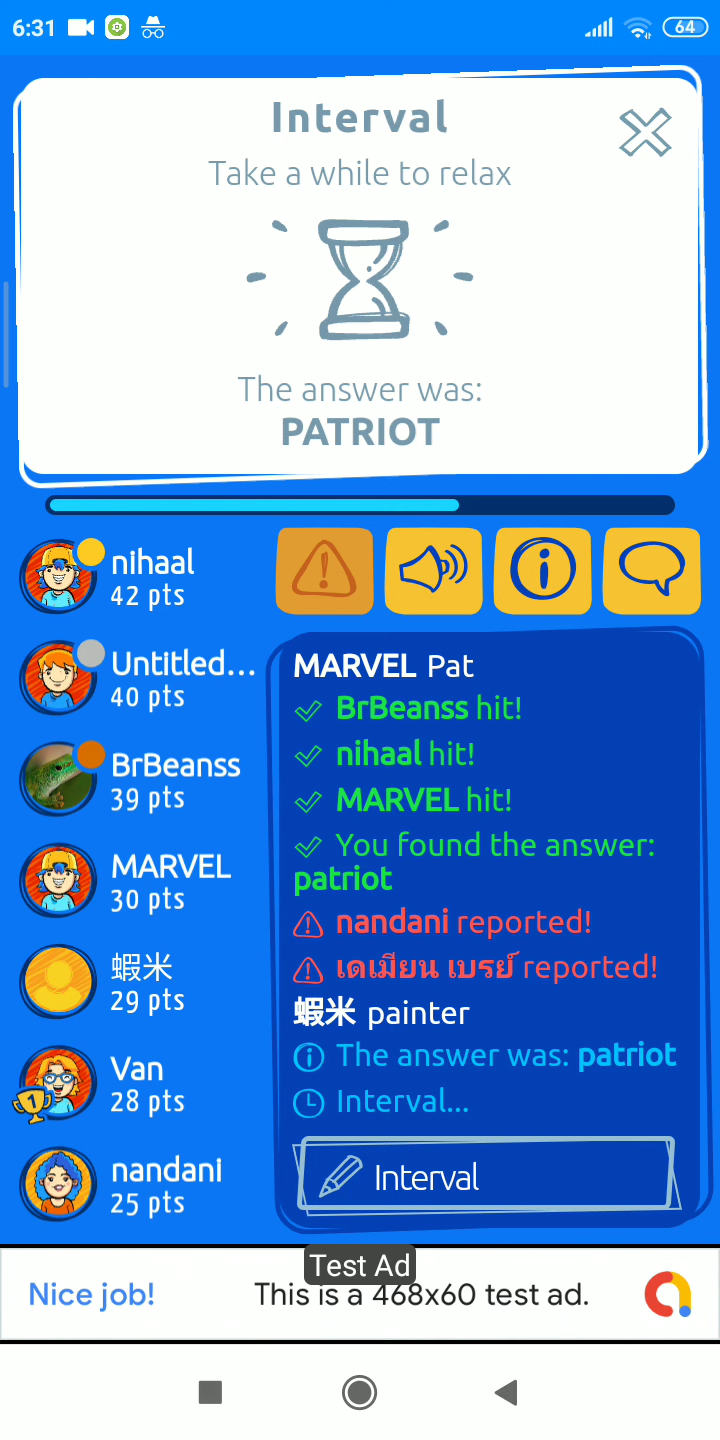 6:31
64
Interval
Take a while to relax
The answer was:
PATRIOT
nihaal
42 pts
Untitled...
40 pts
BrBeanss
39 pts
MARVEL
30 pts
蝦米
29 pts
1
Van
28 pts
nandani
25 pts
MARVEL Pat
BrBeanss hit!
nihaal hit!
MARVEL hit!
You found the answer:
patriot
nandani reported!
เดเมียน เบรย์ reported!
蝦米 painter
The answer was: patriot
Interval...
Interval
Test Ad
Nice job!
This is a 468x60 test ad.